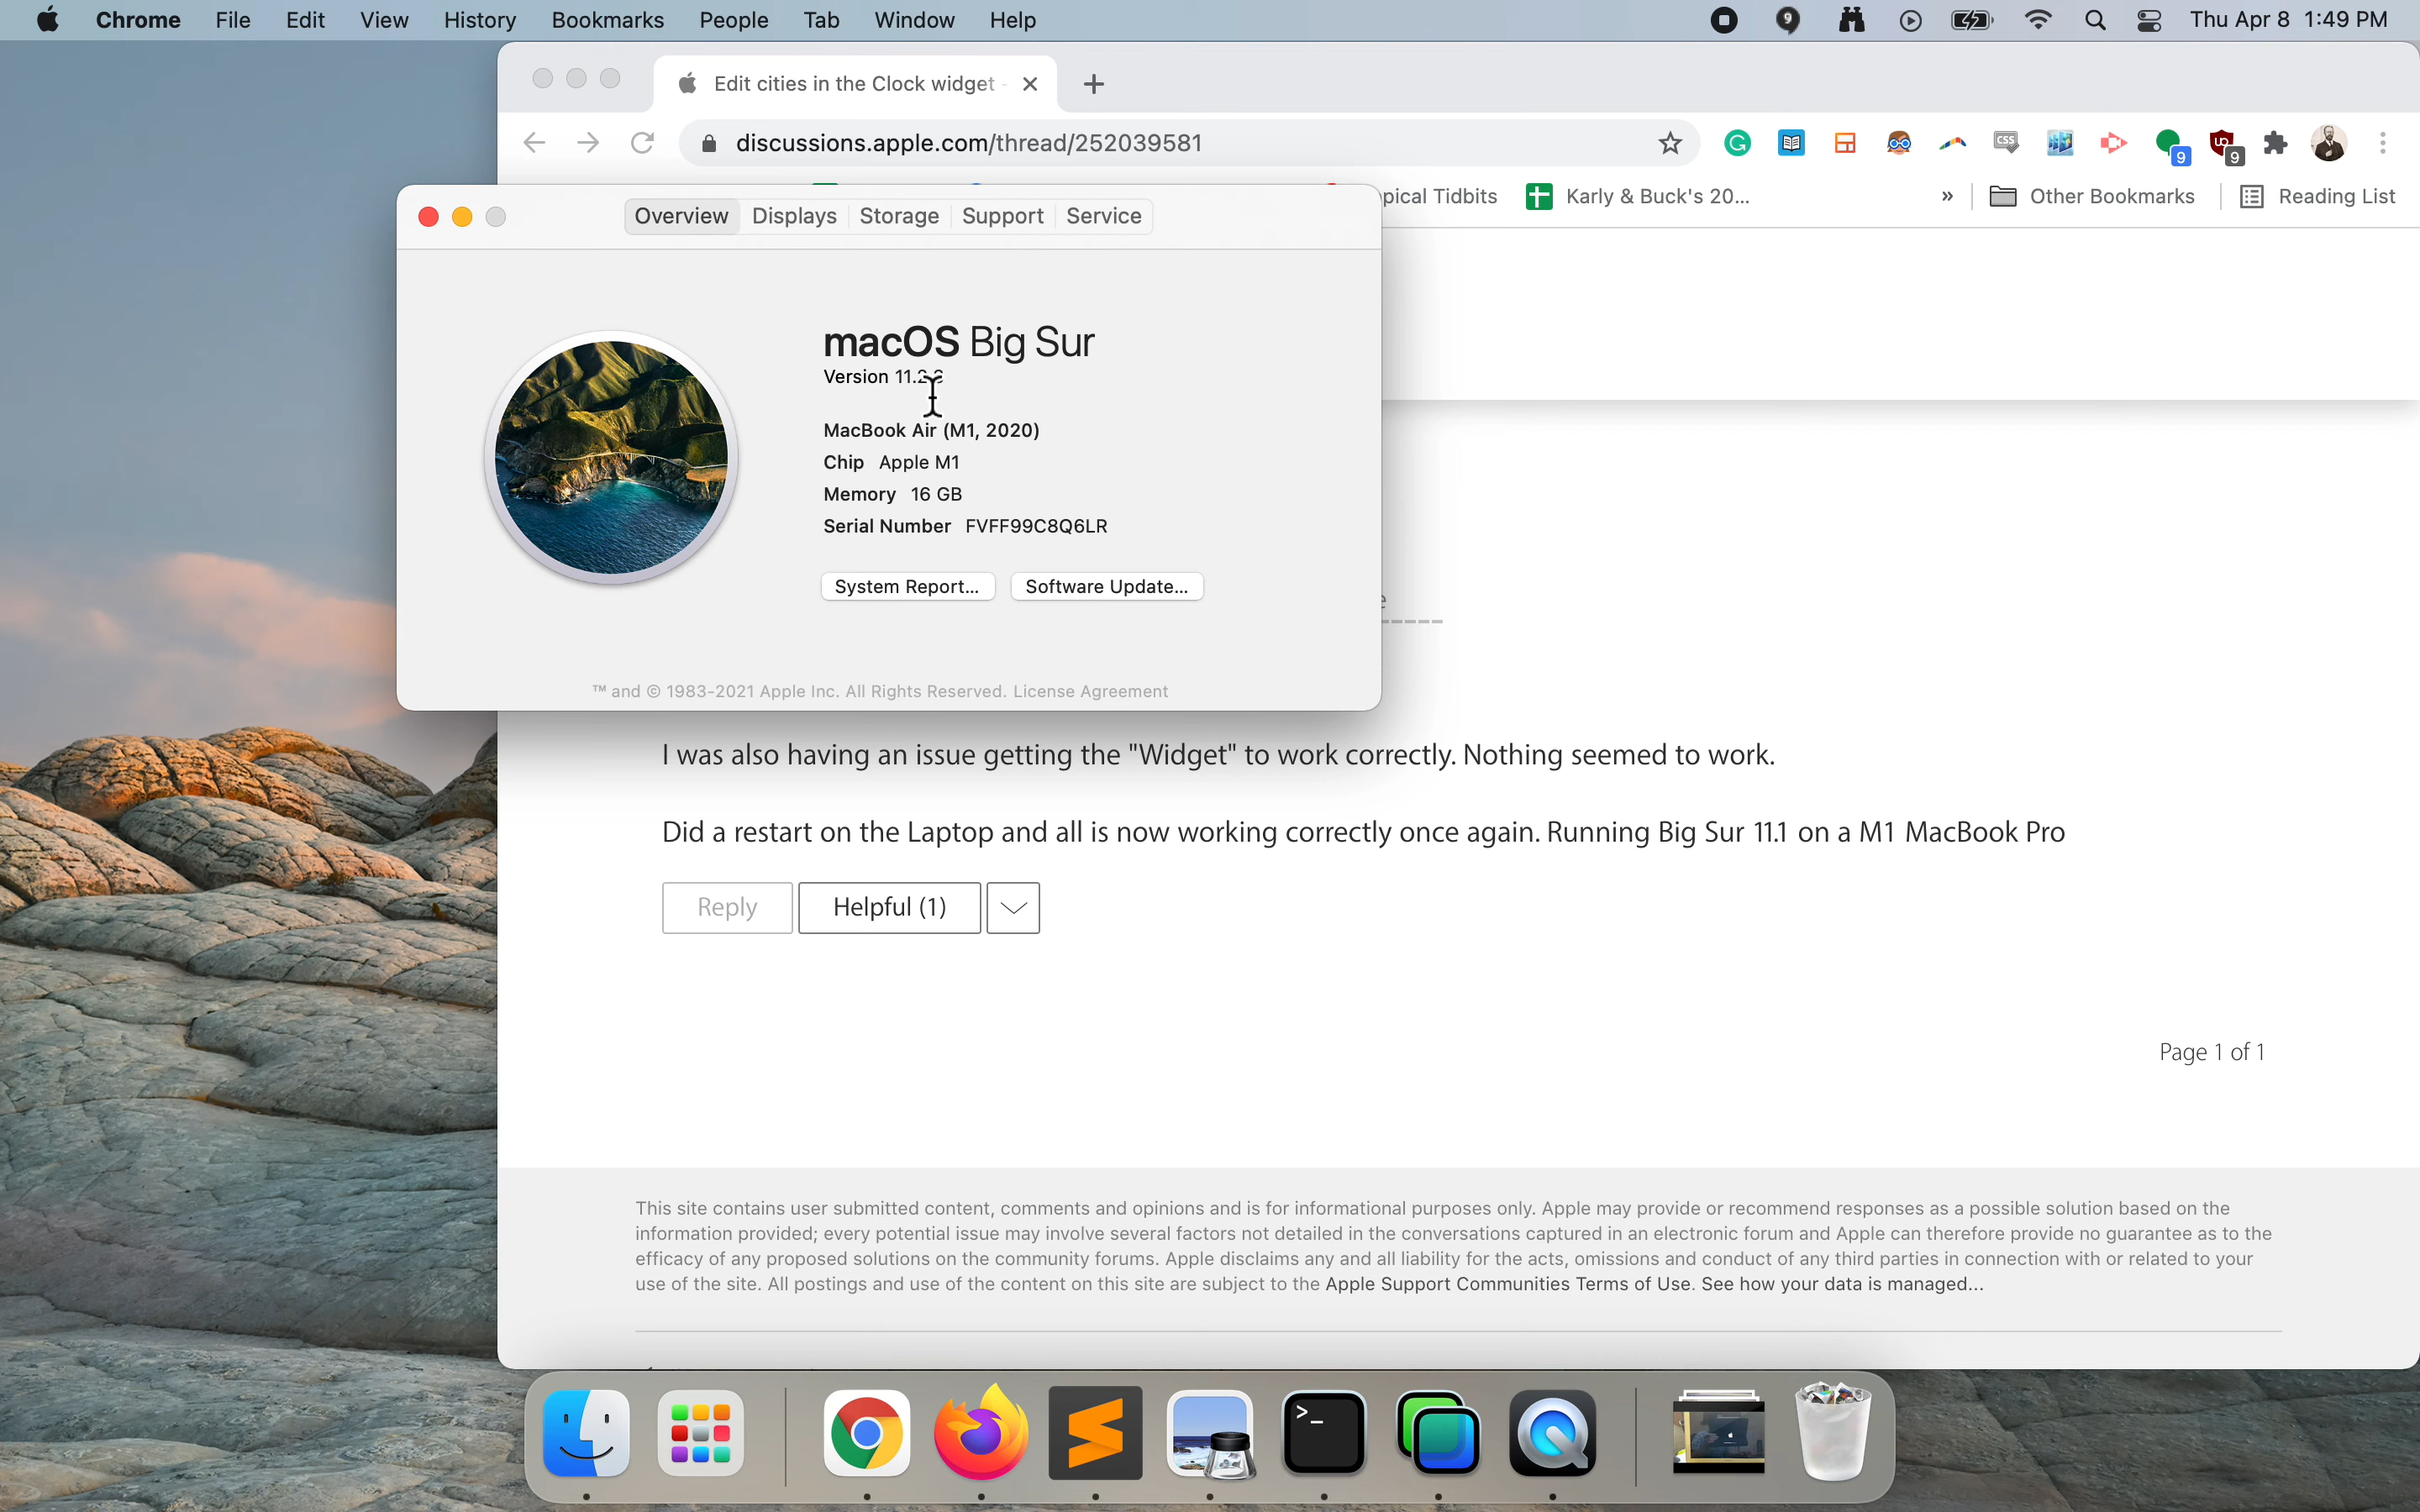 Chrome File Edit View History Bookmarks People Tab Window Help 9 Thu Apr 8 1:49 PM
Edit cities in the Clock widget
discussions.apple.com/thread/252039581
CSS 9 9
pical Tidbits Karly & Buck's 20... » Other Bookmarks Reading List
Overview Displays Storage Support Service
macOS Big Sur
Version
MacBook Air (M1, 2020)
Chip Apple M1
Memory 16 GB
Serial Number FVFF99C8Q6LR
System Report... Software Update...
™ and © 1983-2021 Apple Inc. All Rights Reserved. License Agreement
I was also having an issue getting the "Widget" to work correctly. Nothing seemed to work.
Did a restart on the Laptop and all is now working correctly once again. Running Big Sur 11.1 on a M1 MacBook Pro
Reply Helpful (1)
Page 1 of 1
This site contains user submitted content, comments and opinions and is for informational purposes only. Apple may provide or recommend responses as a possible solution based on the
information provided; every potential issue may involve several factors not detailed in the conversations captured in an electronic forum and Apple can therefore provide no guarantee as to the
efficacy of any proposed solutions on the community forums. Apple disclaims any and all liability for the acts, omissions and conduct of any third parties in connection with or related to your
use of the site. All postings and use of the content on this site are subject to the Apple Support Communities Terms of Use. See how your data is managed...
>_